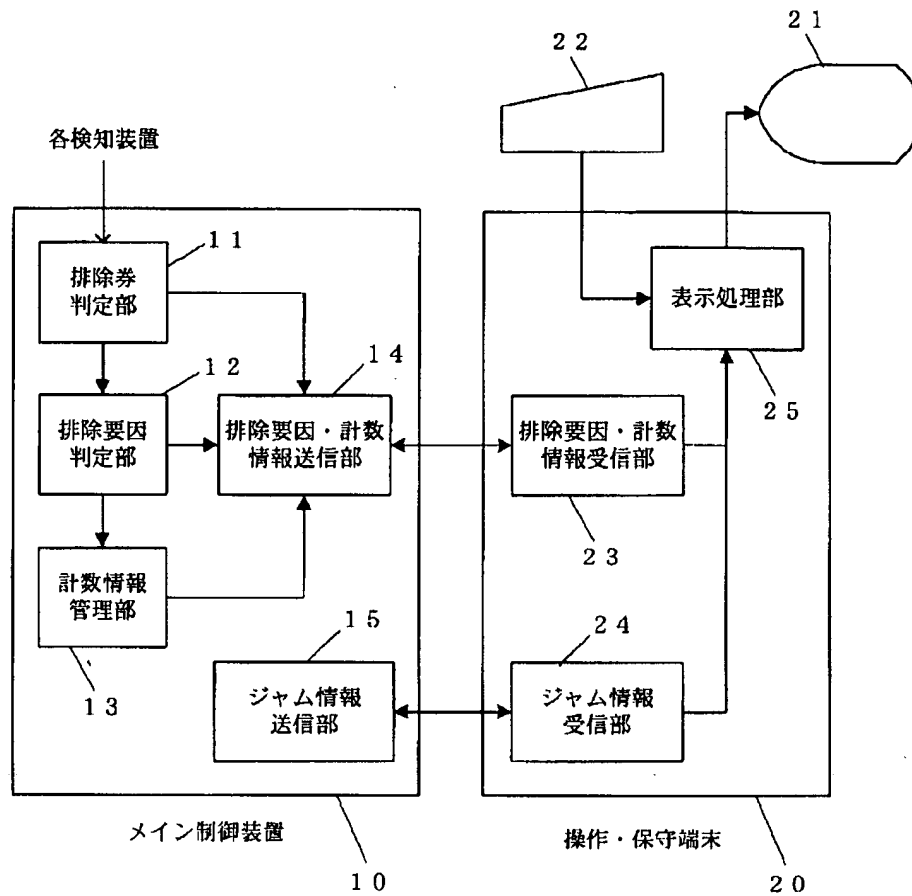 22
21
各検知装置
11
排除券
判定部
表示処理部
12
14
25
排除要因
判定部
排除要因・計数
情報送信部
排除要因・計数
情報受信部
23
計数情報
管理部
15
24
13
ジャム情報
送信部
ジャム情報
受信部
メイン制御装置
操作・保守端末
10
20